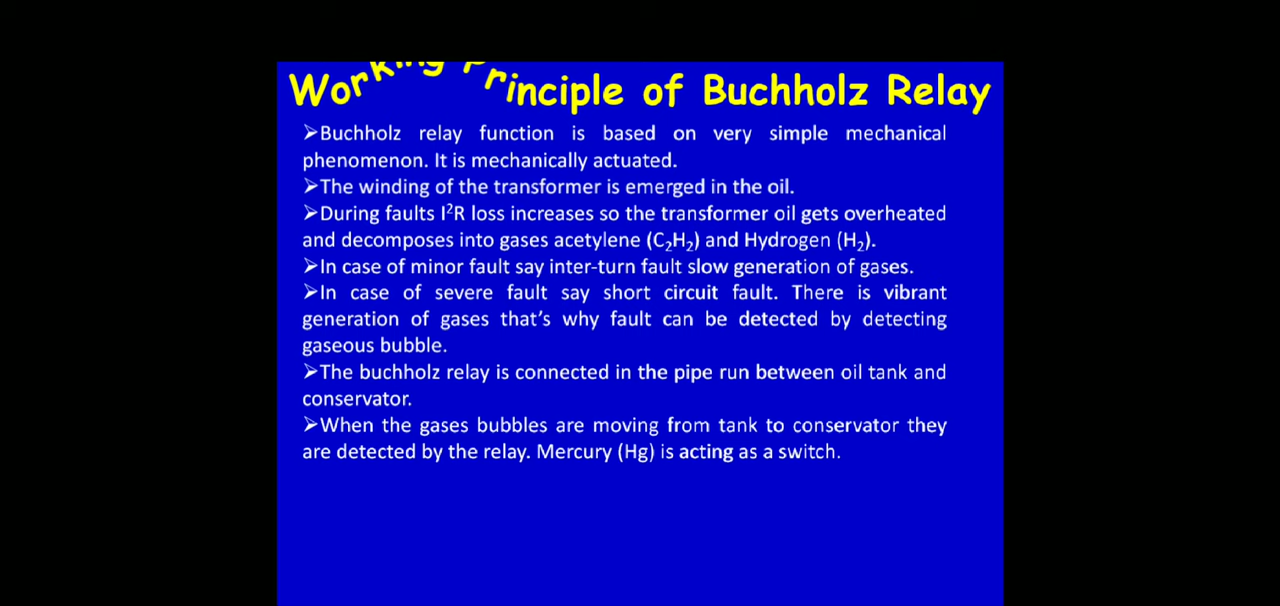 Working Principle of Buchholz Relay
➢Buchholz relay function is based on very simple mechanical
phenomenon. It is mechanically actuated.
➢The winding of the transformer is emerged in the oil.
➢During faults I²R loss increases so the transformer oil gets overheated
and decomposes into gases acetylene (C₂H₂) and Hydrogen (H₂).
➢In case of minor fault say inter-turn fault slow generation of gases.
➢In case of severe fault say short circuit fault. There is vibrant
generation of gases that's why fault can be detected by detecting
gaseous bubble.
➢The buchholz relay is connected in the pipe run between oil tank and
conservator.
➢When the gases bubbles are moving from tank to conservator they
are detected by the relay. Mercury (Hg) is acting as a switch.